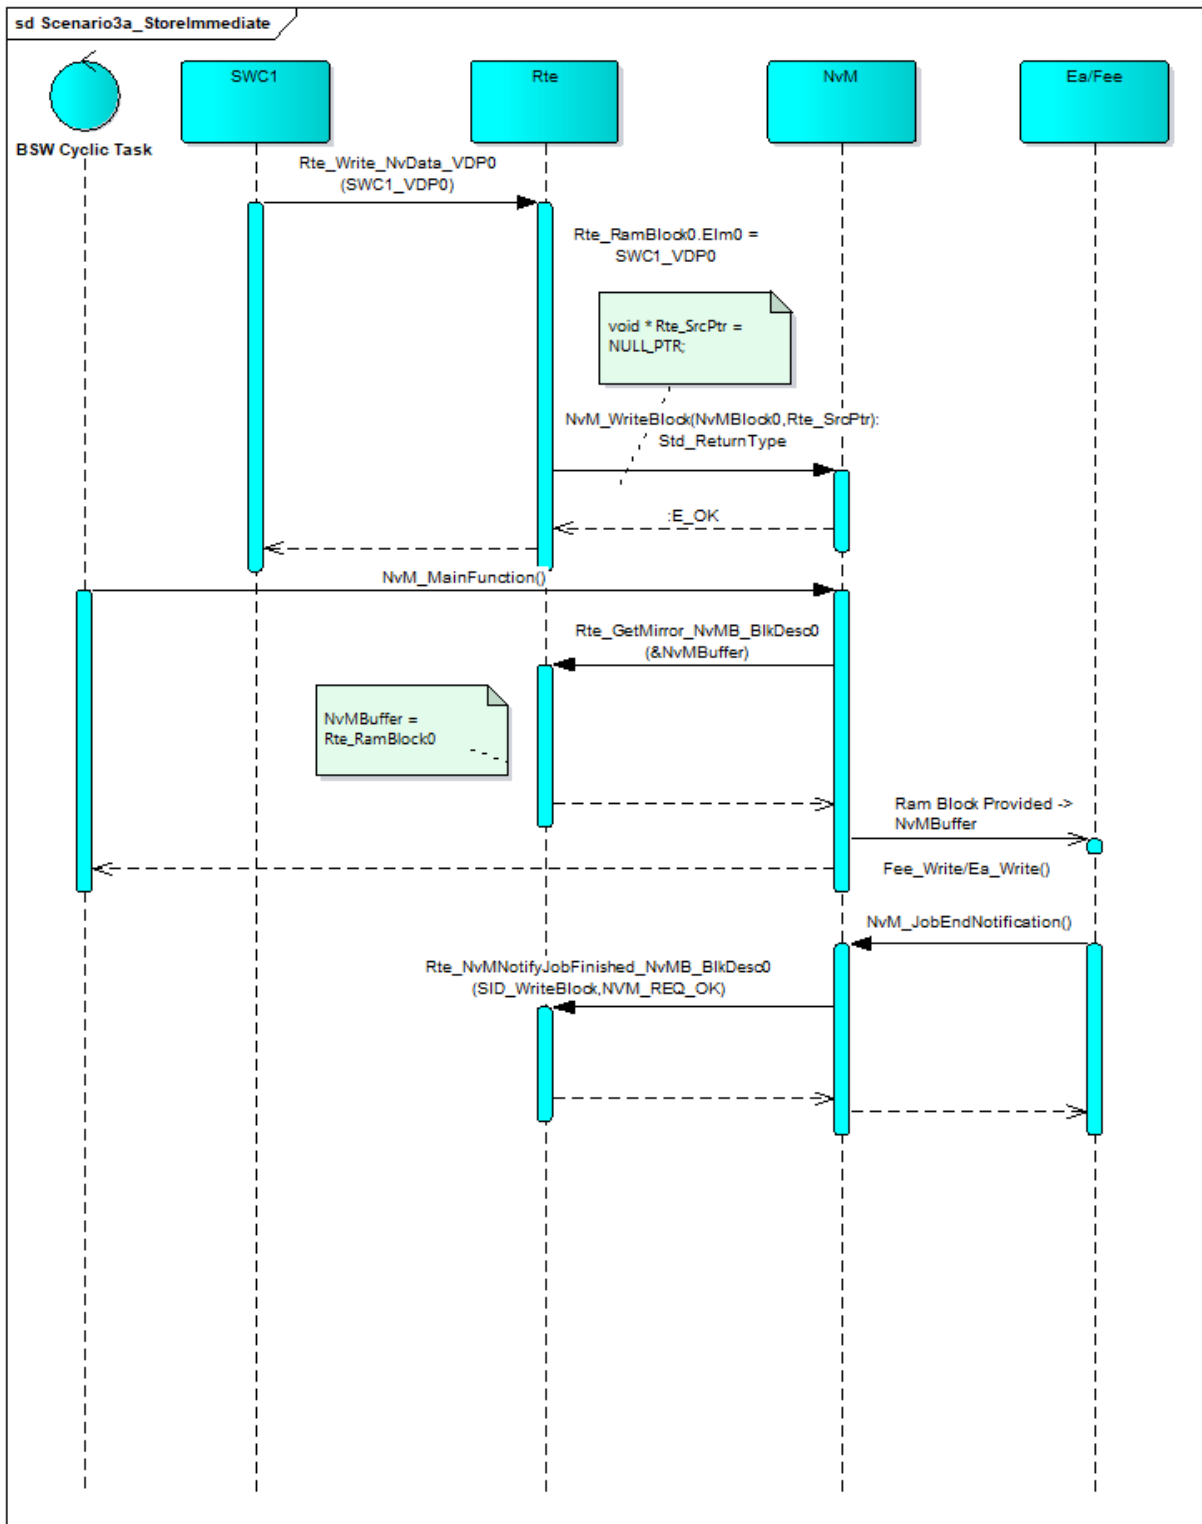 sd Scenario3a_StoreImmediate
BSW Cyclic Task
SWC1
Rte
NvM
Ea/Fee
Rte_Write_NvData_VDP0
(SWC1_VDP0)
Rte_RamBlock0.Elm0 =
SWC1_VDP0
void * Rte_SrcPtr =
NULL_PTR;
NvM_WriteBlock(NvMBlock0,Rte_SrcPtr):
Std_ReturnType
:E_OK
NvM_MainFunction()
Rte_GetMirror_NvMB_BlkDesc0
(&NvMBuffer)
NvMBuffer =
Rte_RamBlock0
Ram Block Provided ->
NvMBuffer
Fee_Write/Ea_Write()
NvM_JobEndNotification()
Rte_NvMNotifyJobFinished_NvMB_BlkDesc0
(SID_WriteBlock,NVM_REQ_OK)